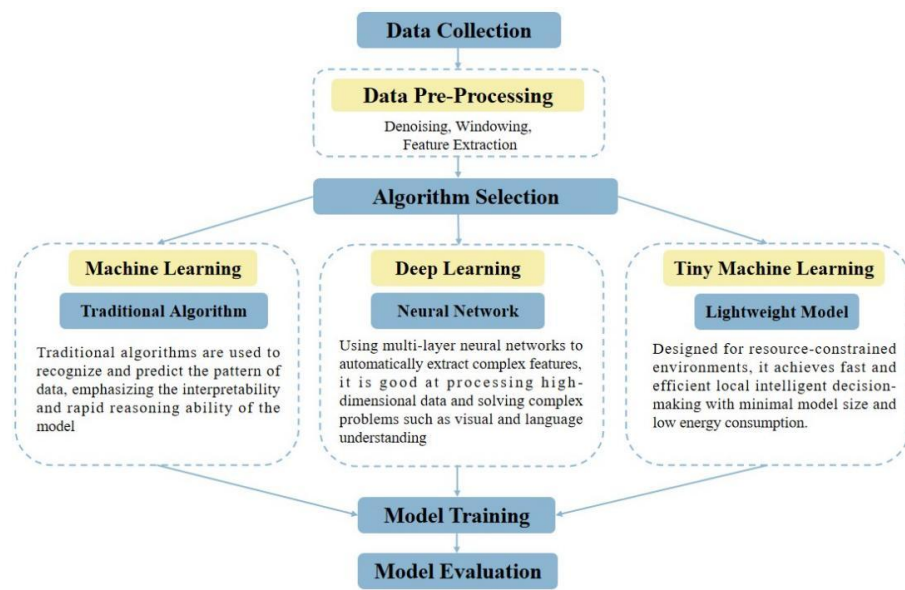 Data Collection
Data Pre-Processing
Denoising, Windowing,
Feature Extraction
Algorithm Selection
Machine Learning
Traditional Algorithm
Traditional algorithms are used to
recognize and predict the pattern of
data, emphasizing the interpretability
and rapid reasoning ability of the
model
Deep Learning
Neural Network
Using multi-layer neural networks to
automatically extract complex features,
it is good at processing high-
dimensional data and solving complex
problems such as visual and language
understanding
Tiny Machine Learning
Lightweight Model
Designed for resource-constrained
environments, it achieves fast and
efficient local intelligent decision-
making with minimal model size and
low energy consumption.
Model Training
Model Evaluation